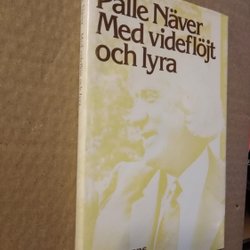 Palle Näver
Med videflöjt
och lyra